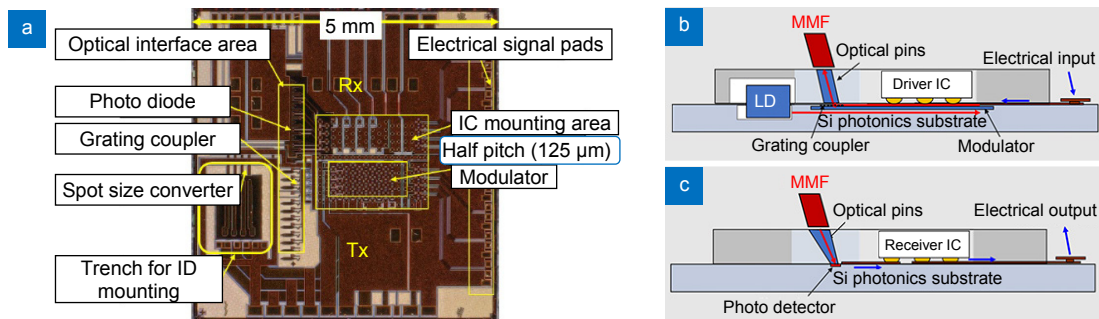 a
5 mm
Optical interface area
Electrical signal pads
Rx
Photo diode
IC mounting area
Grating coupler
Half pitch (125 μm)
Modulator
Spot size converter
Tx
Trench for ID
mounting
b
MMF
Optical pins
Electrical input
Driver IC
LD
Si photonics substrate
Grating coupler
Modulator
c
MMF
Optical pins
Electrical output
Receiver IC
Si photonics substrate
Photo detector